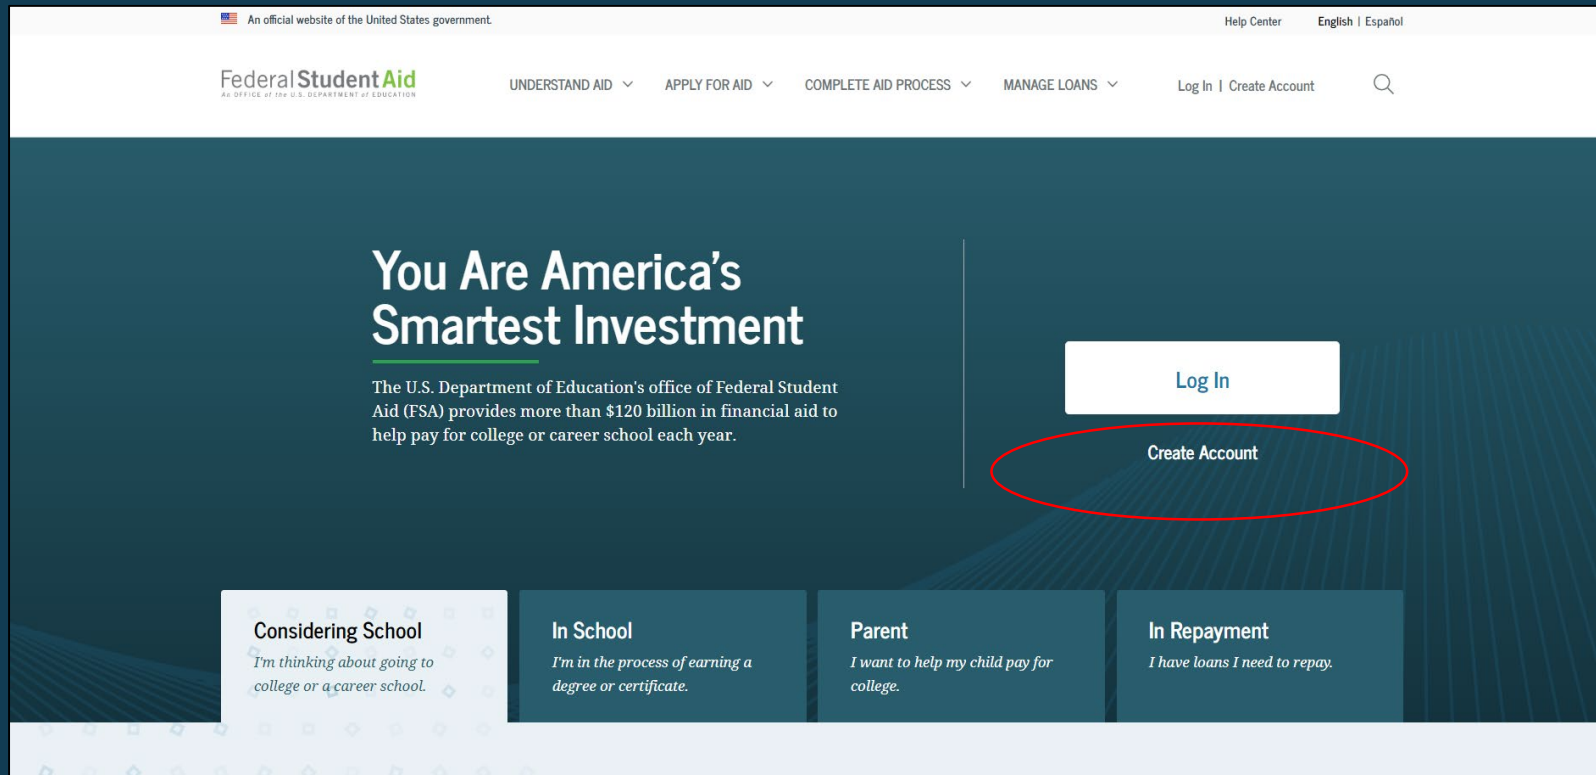 An official website of the United States government.
Help Center English | Español
Federal Student Aid
An OFFICE of the U.S. DEPARTMENT of EDUCATION
UNDERSTAND AID APPLY FOR AID COMPLETE AID PROCESS MANAGE LOANS Log In | Create Account
You Are America's
Smartest Investment
The U.S. Department of Education's office of Federal Student
Aid (FSA) provides more than $120 billion in financial aid to
help pay for college or career school each year.
Log In
Create Account
Considering School
I'm thinking about going to
college or a career school.
In School
I'm in the process of earning a
degree or certificate.
Parent
I want to help my child pay for
college.
In Repayment
I have loans I need to repay.